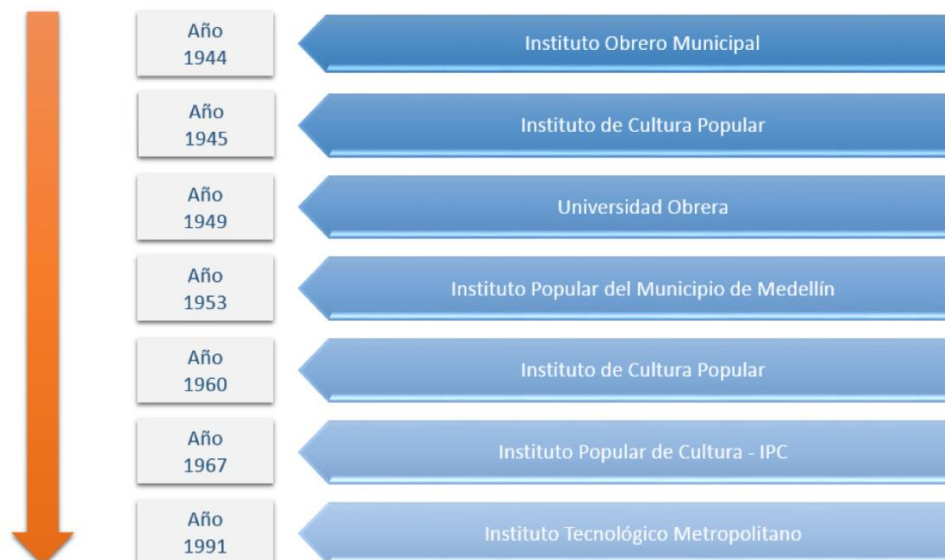 Año
1944
Instituto Obrero Municipal
Año
1945
Instituto de Cultura Popular
Año
1949
Universidad Obrera
Año
1953
Instituto Popular del Municipio de Medellín
Año
1960
Instituto de Cultura Popular
Año
1967
Instituto Popular de Cultura - IPC
Año
1991
Instituto Tecnológico Metropolitano